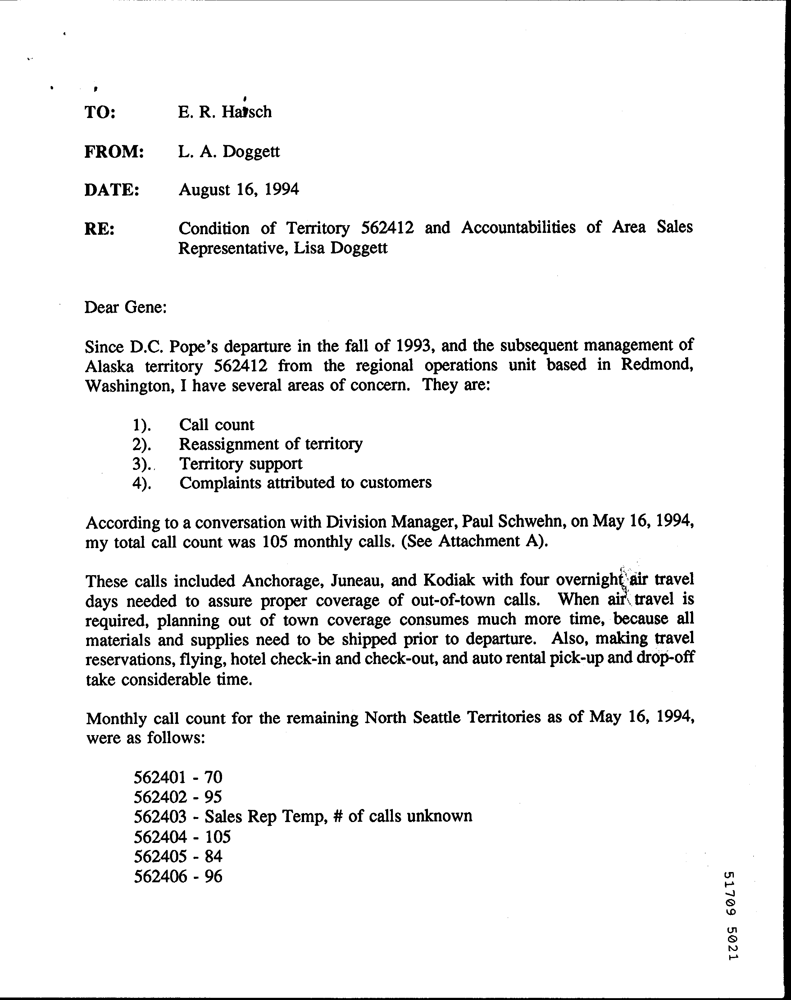 TO: E. R. Harsch
FROM: L. A. Doggett
DATE: August 16, 1994
RE: Condition of Territory 562412 and Accountabilities of Area Sales
Representative, Lisa Doggett
Dear Gene:
Since D.C. Pope's departure in the fall of 1993, and the subsequent management of
Alaska territory 562412 from the regional operations unit based in Redmond,
Washington, I have several areas of concern. They are:
1). Call count
2). Reassignment of territory
3). Territory support
4). Complaints attributed to customers
According to a conversation with Division Manager, Paul Schwehn, on May 16, 1994,
my total call count was 105 monthly calls. (See Attachment A).
These calls included Anchorage, Juneau, and Kodiak with four overnight air travel
days needed to assure proper coverage of out-of-town calls. When air travel is
required, planning out of town coverage consumes much more time, because all
materials and supplies need to be shipped prior to departure. Also, making travel
reservations, flying, hotel check-in and check-out, and auto rental pick-up and drop-off
take considerable time.
Monthly call count for the remaining North Seattle Territories as of May 16, 1994,
were as follows:
562401 - 70
562402 - 95
562403 - Sales Rep Temp, # of calls unknown
562404 - 105
562405 - 84
562406 - 96
51709 5021